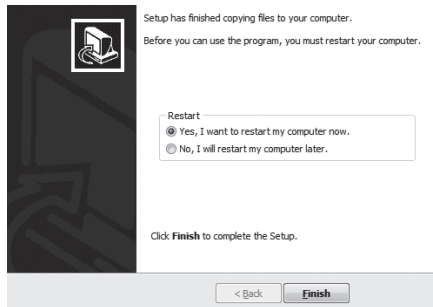 Setup has finished copying files to your computer.
Before you can use the program, you must restart your computer.
Restart
Yes, I want to restart my computer now.
No, I will restart my computer later.
Click Finish to complete the Setup.
< Back
Finish